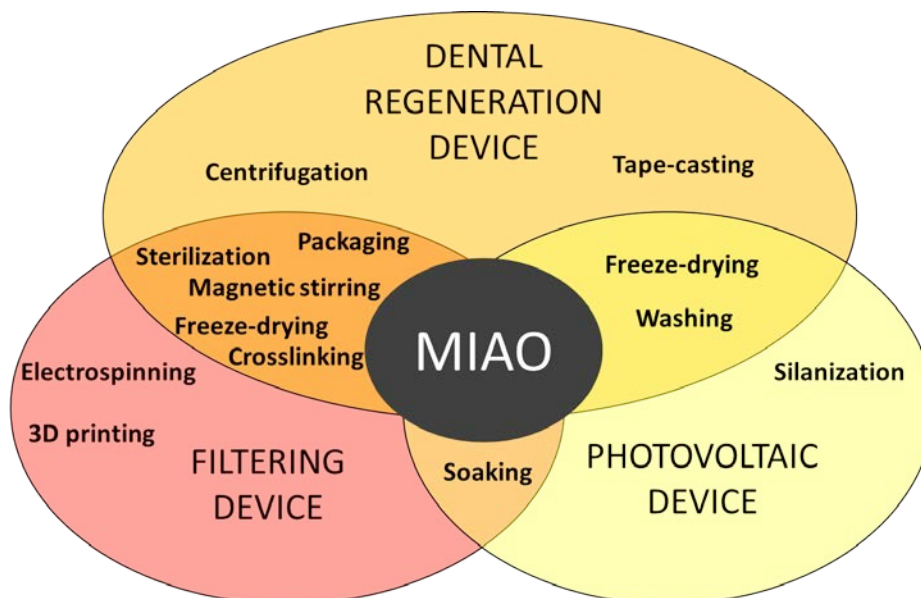 DENTAL
REGENERATION
DEVICE
Centrifugation
Tape-casting
Packaging
Sterilization
Magnetic stirring
Freeze-drying
Crosslinking
Freeze-drying
Washing
MIAO
Electrospinning
3D printing
FILTERING
DEVICE
Soaking
Silanization
PHOTOVOLTAIC
DEVICE